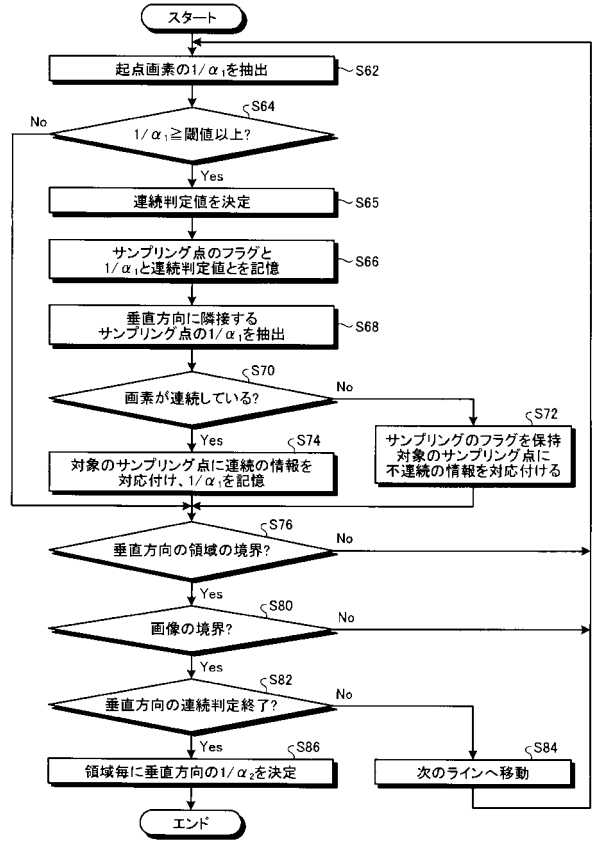 スタート
起点画素の1/α₁を抽出
S62
S64
1/α₁≧閾値以上?
No
Yes
連続判定値を決定
S65
サンプリング点のフラグと
1/α₁と連続判定値とを記憶
S66
垂直方向に隣接する
サンプリング点の1/α₁を抽出
S68
S70
画素が連続している?
No
Yes
S72
サンプリングのフラグを保持
対象のサンプリング点に
不連続の情報を対応付ける
S74
対象のサンプリング点に連続の情報を
対応付け、1/α₁を記憶
S76
垂直方向の領域の境界?
No
Yes
S80
画像の境界?
No
Yes
S82
垂直方向の連続判定終了?
No
Yes
S86
領域毎に垂直方向の1/α₂を決定
S84
次のラインへ移動
エンド